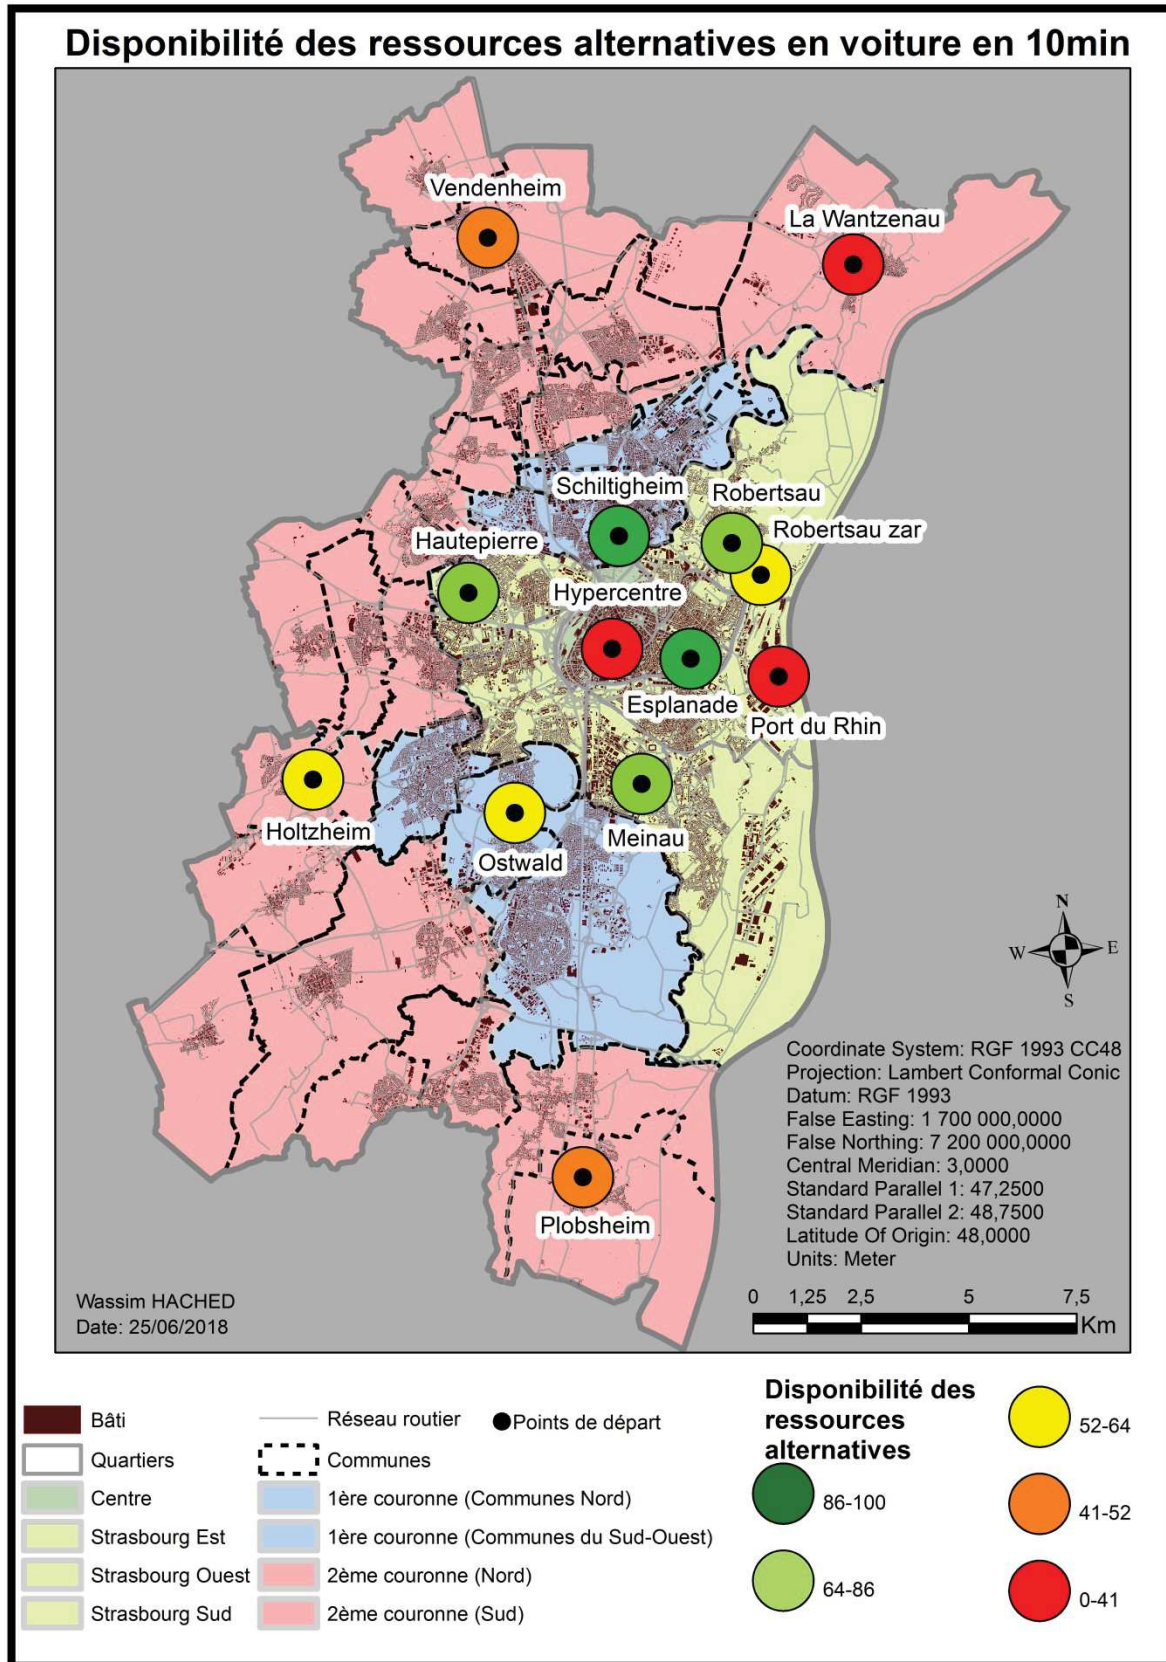 Disponibilité des ressources alternatives en voiture en 10min
Vendenheim
La Wantzenau
Schiltigheim
Robertsau
Hautepierre
Robertsau zar
Hypercentre
Esplanade
Port du Rhin
Holtzheim
Ostwald
Meinau
Plobsheim
N
W
E
S
Coordinate System: RGF 1993 CC48
Projection: Lambert Conformal Conic
Datum: RGF 1993
False Easting: 1 700 000,0000
False Northing: 7 200 000,0000
Central Meridian: 3,0000
Standard Parallel 1: 47,2500
Standard Parallel 2: 48,7500
Latitude Of Origin: 48,0000
Units: Meter
Wassim HACHED
Date: 25/06/2018
0 1,25 2,5 5 7,5
Km
Bâti
Quartiers
Centre
Strasbourg Est
Strasbourg Ouest
Strasbourg Sud
Réseau routier
Communes
1ère couronne (Communes Nord)
1ère couronne (Communes du Sud-Ouest)
2ème couronne (Nord)
2ème couronne (Sud)
Points de départ
Disponibilité des
ressources
alternatives
86-100
64-86
52-64
41-52
0-41